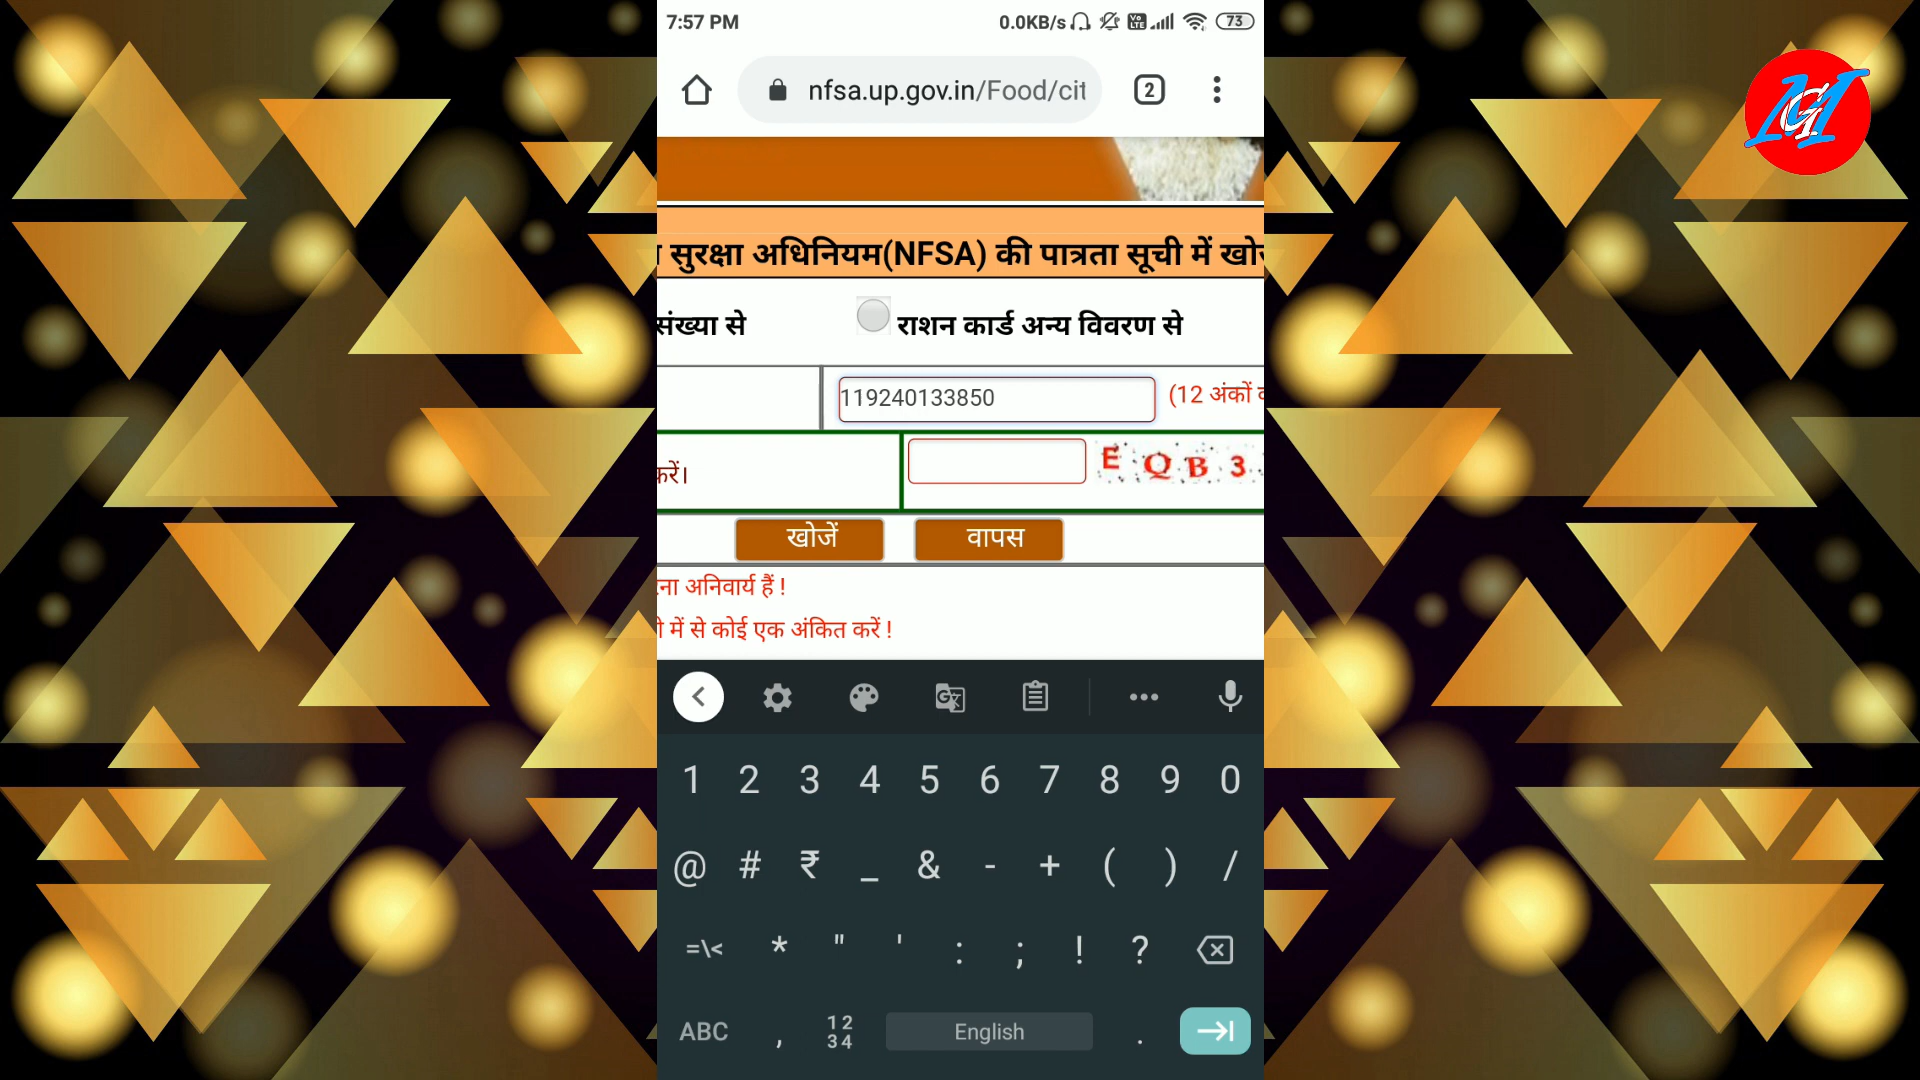 7:57 PM 0.0KB/s 73
nfsa.up.gov.in/Food/cit 2
सुरक्षा अधिनियम(NFSA) की पात्रता सूची में
संख्या से राशन कार्ड अन्य विवरण से
119240133850 (12 अंकों
करें। E Q B 3
खोजें वापस
अनिवार्य हैं !
में से कोई एक अंकित करें !
1 2 3 4 5 6 7 8 9 0
@ # ₹ _ & - + ( ) /
=\< * " ' : ; ! ?
ABC , 12 34 English .